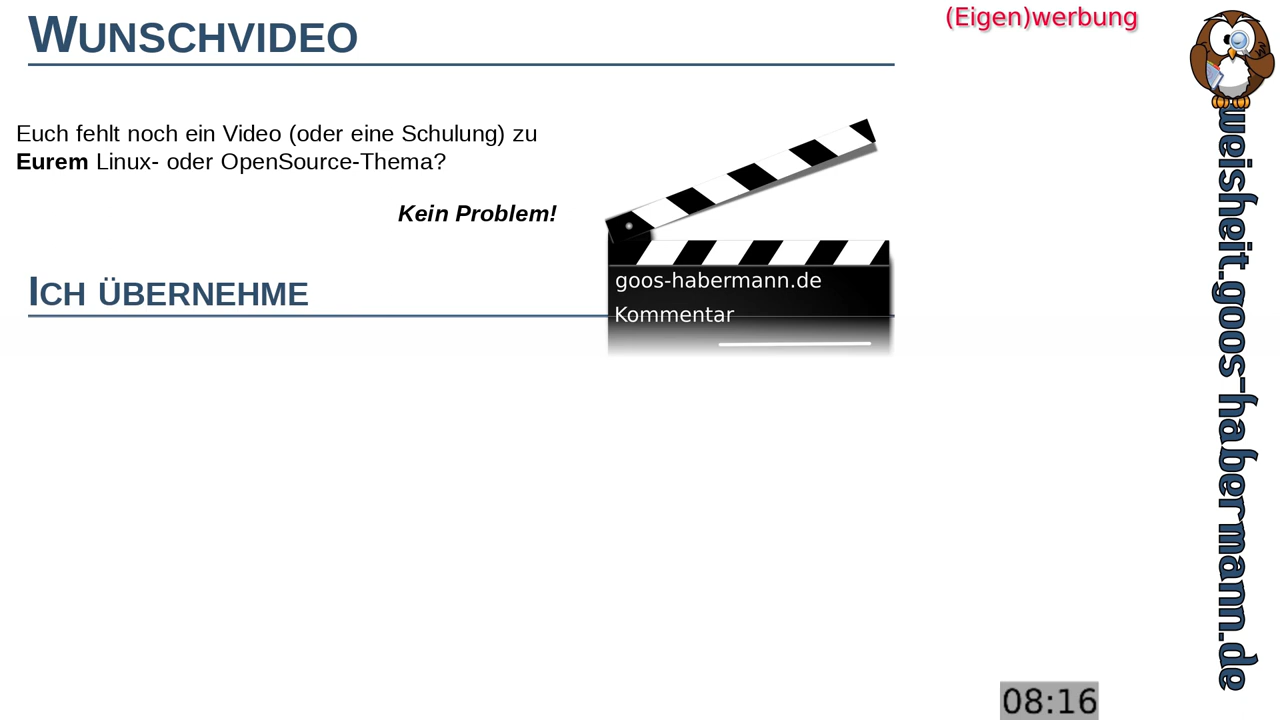 WUNSCHVIDEO
(Eigen)werbung
Euch fehlt noch ein Video (oder eine Schulung) zu
Eurem Linux- oder OpenSource-Thema?
Kein Problem!
goos-habermann.de
Kommentar
ICH ÜBERNEHME
weisheit.goos-habermann.de
08:16